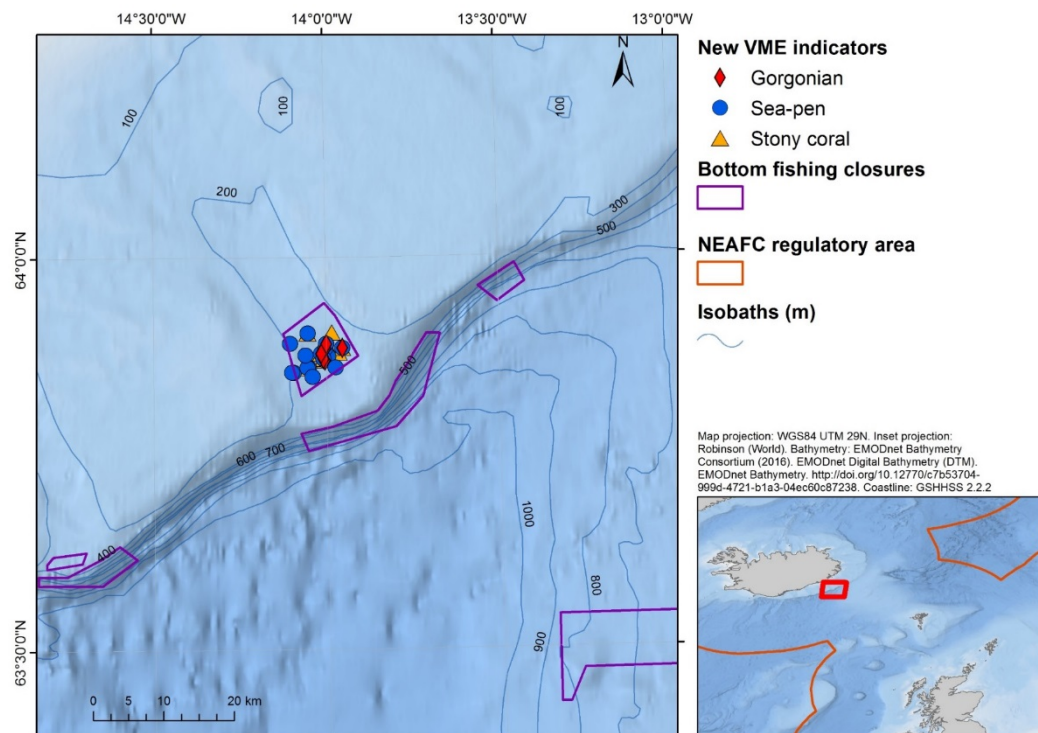 14°30'0"W
14°0'0"W
13°30'0"W
13°0'0"W
N
100
100
100
200
300
500
64°0'0"N
500
600
700
400
1000
800
900
63°30'0"N
0 5 10 20 km
New VME indicators
Gorgonian
Sea-pen
Stony coral
Bottom fishing closures
NEAFC regulatory area
Isobaths (m)
Map projection: WGS84 UTM 29N. Inset projection:
Robinson (World). Bathymetry: EMODnet Bathymetry
Consortium (2016). EMODnet Digital Bathymetry (DTM).
EMODnet Bathymetry. http://doi.org/10.12770/c7b53704-
999d-4721-b1a3-04ec60c87238. Coastline: GSHHSS 2.2.2